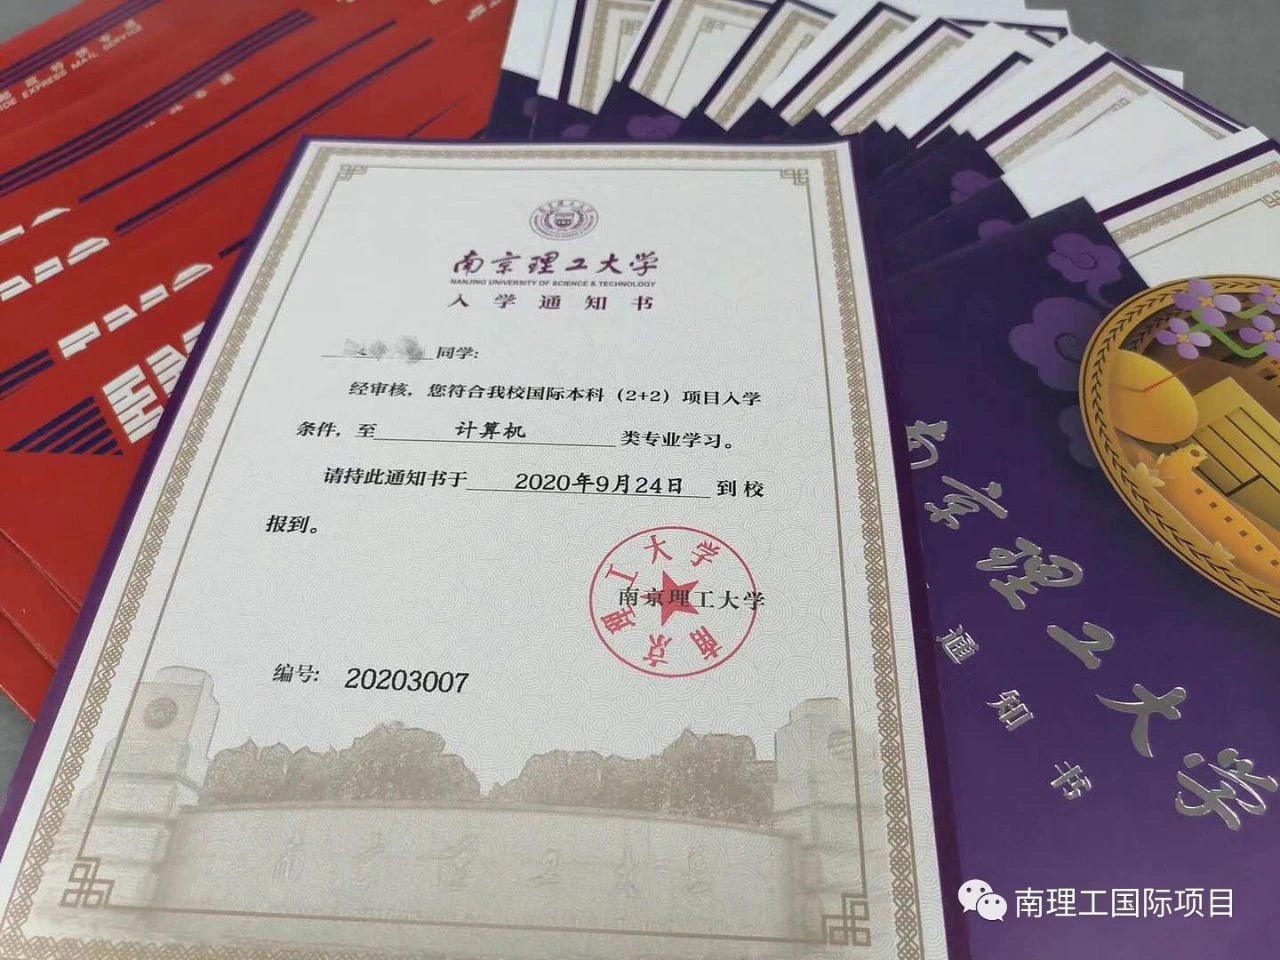 南京理工大学
NANJING UNIVERSITY OF SCIENCE & TECHNOLOGY
入学通知书
同学:
经审核，您符合我校国际本科（2+2）项目入学
条件，至 计算机 类专业学习。
请持此通知书于 2020年9月24日 到校
报到。
南京理工大学
南京理工大学
编号: 20203007
南京理工大学
通知书
EXPRESS MAIL SERVICE
南理工国际项目